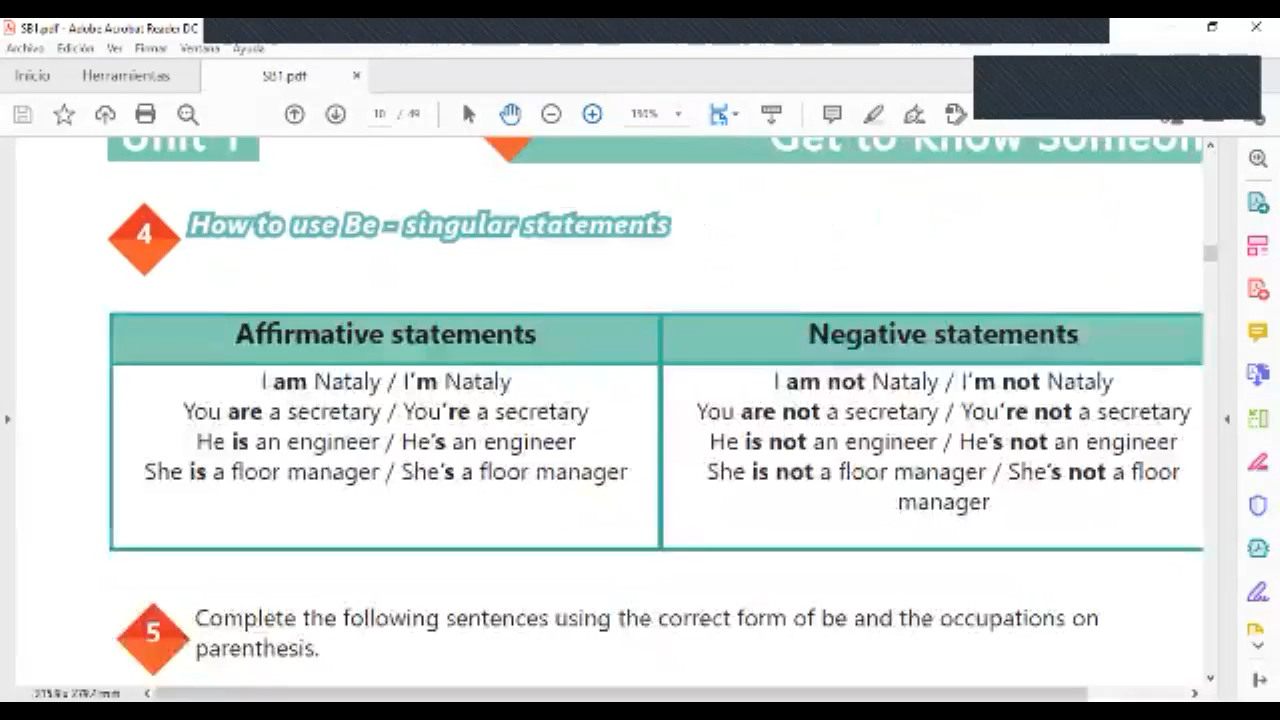 SB1.pdf - Adobe Acrobat Reader DC
Archivo Edición Ver Firmar Ventana Ayuda
Inicio Herramientas SB1.pdf ×
10 / 49
Unit 1 Get to Know Someon
4 How to use Be - singular statements
Affirmative statements Negative statements
I am Nataly / I'm Nataly I am not Nataly / I'm not Nataly
You are a secretary / You're a secretary You are not a secretary / You're not a secretary
He is an engineer / He's an engineer He is not an engineer / He's not an engineer
She is a floor manager / She's a floor manager She is not a floor manager / She's not a floor
manager
5 Complete the following sentences using the correct form of be and the occupations on
parenthesis.